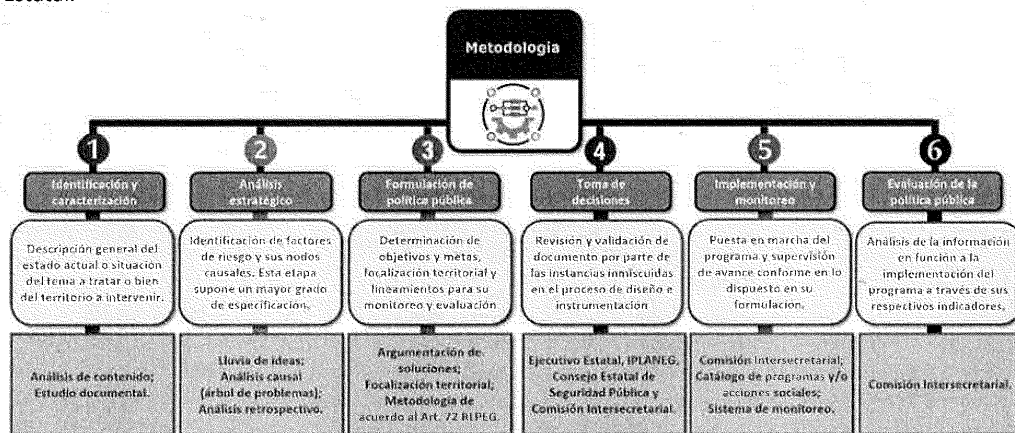 Estatal.
Metodología
1
2
3
4
5
6
Identificación y
caracterización
Análisis
estratégico
Formulación de
política pública
Toma de
decisiones
Implementación y
monitoreo
Evaluación de la
política pública
Descripción general del
estado actual o situación
del tema a tratar o bien
del territorio a intervenir.
Identificación de factores
de riesgo y sus nodos
causales. Esta etapa
supone un mayor grado
de especificación.
Determinación de
objetivos y metas,
focalización territorial y
lineamientos para su
monitoreo y evaluación
Revisión y validación de
documento por parte de
las instancias inmiscuidas
en el proceso de diseño e
instrumentación
Puesta en marcha del
programa y supervisión
de avance conforme en lo
dispuesto en su
formulación.
Análisis de la información
en función a la
implementación del
programa a través de sus
respectivos indicadores.
Análisis de contenido;
Estudio documental.
Lluvia de ideas;
Análisis causal
(árbol de problemas);
Análisis retrospectivo.
Argumentación de
soluciones;
Focalización territorial;
Metodología de
acuerdo al Art. 72 RLPEG.
Ejecutivo Estatal, IPLANEG,
Consejo Estatal de
Seguridad Pública y
Comisión Intersecretarial.
Comisión Intersecretarial;
Catálogo de programas y/o
acciones sociales;
Sistema de monitoreo.
Comisión Intersecretarial.